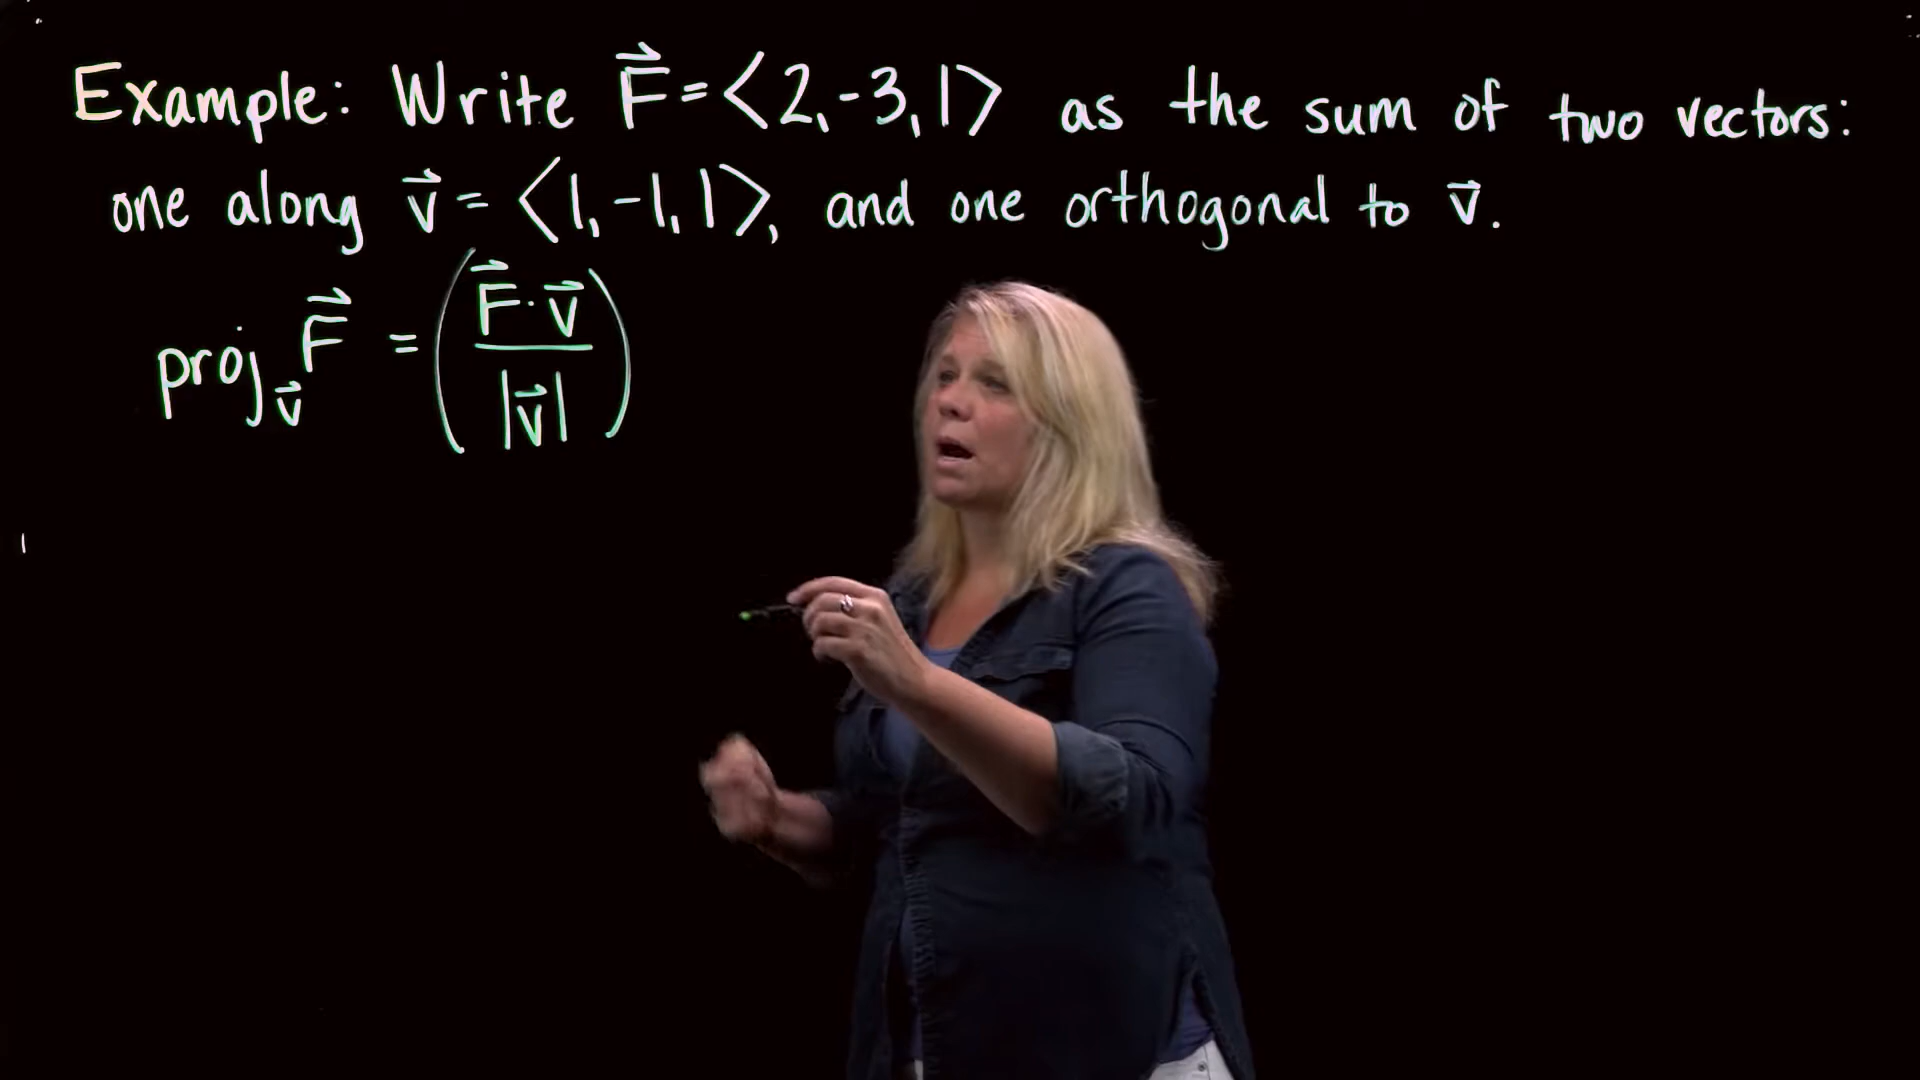 Example: Write F⃗ = <2, -3, 1> as the sum of two vectors:
one along v⃗ = <1, -1, 1>, and one orthogonal to v⃗.
proj_v⃗ F⃗ = (F⃗ · v⃗ / |v⃗|)